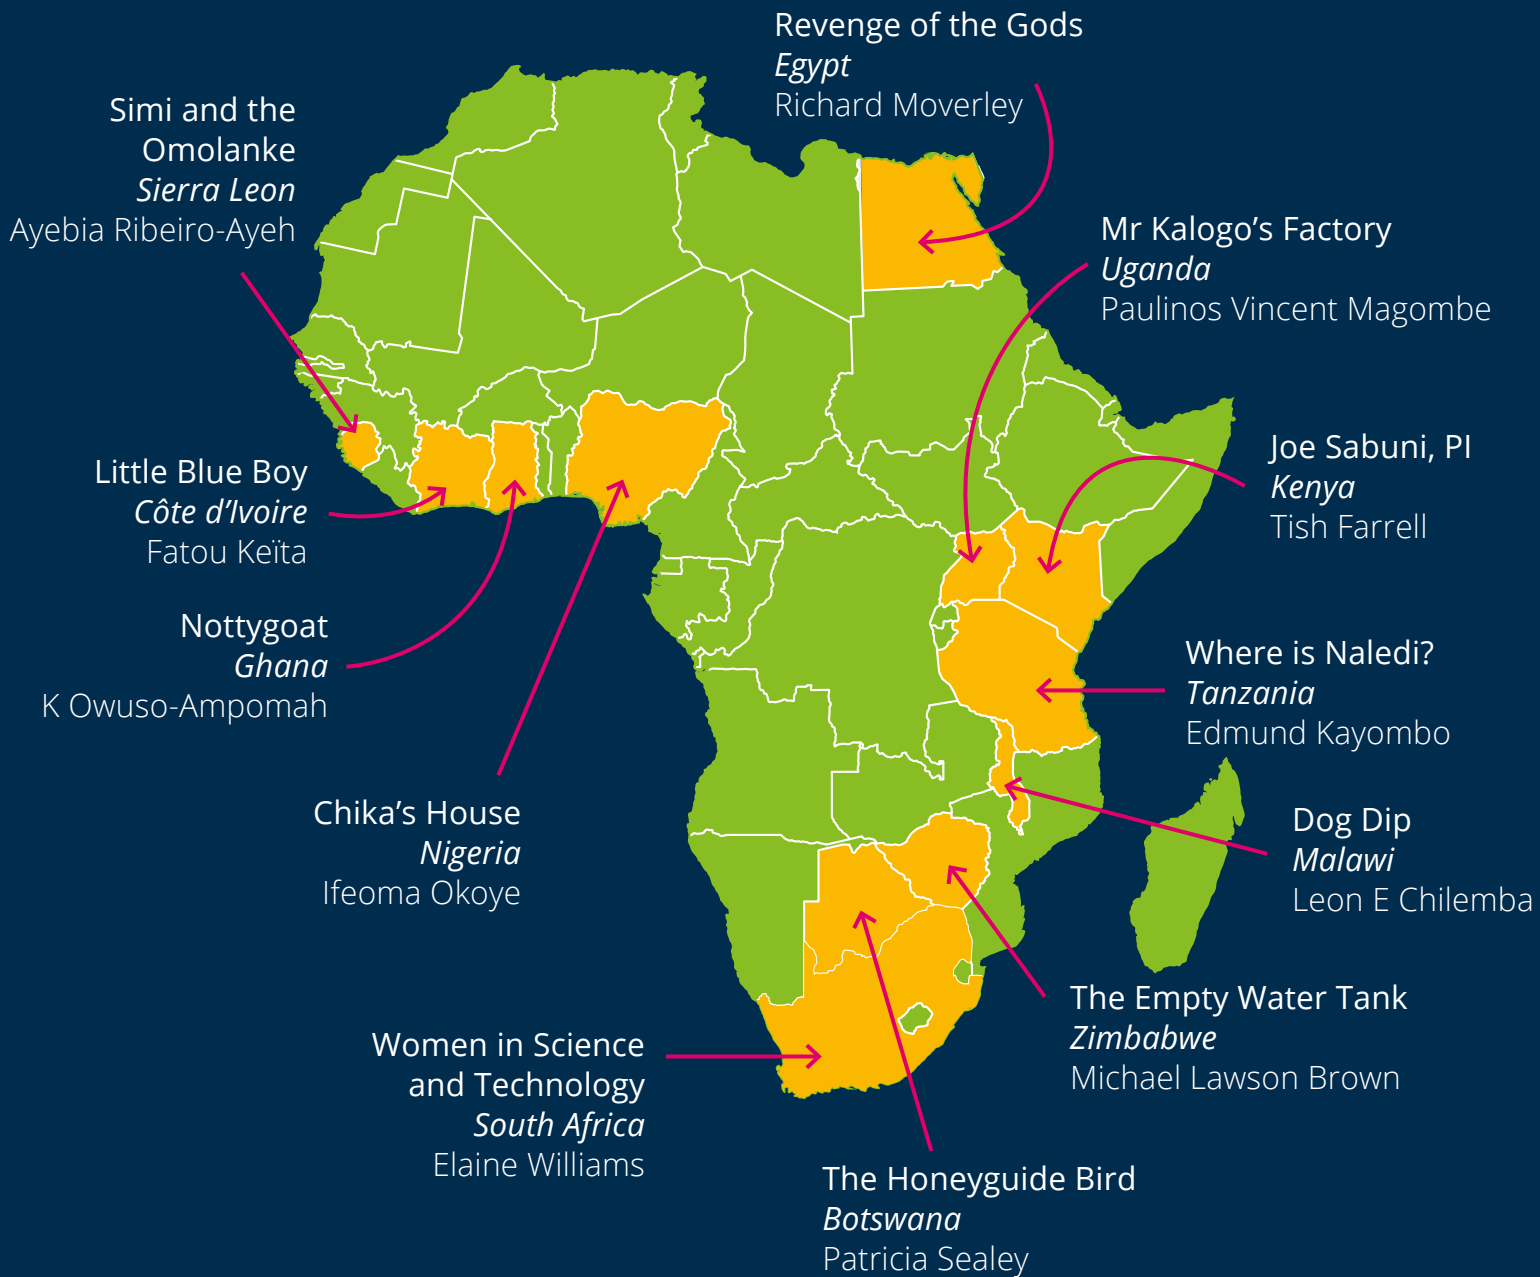 Revenge of the Gods
Egypt
Richard Moverley
Simi and the
Omolanke
Sierra Leon
Ayebia Ribeiro-Ayeh
Mr Kalogo’s Factory
Uganda
Paulinos Vincent Magombe
Joe Sabuni, PI
Kenya
Tish Farrell
Little Blue Boy
Côte d’Ivoire
Fatou Keïta
Nottygoat
Ghana
K Owuso-Ampomah
Where is Naledi?
Tanzania
Edmund Kayombo
Chika’s House
Nigeria
Ifeoma Okoye
Dog Dip
Malawi
Leon E Chilemba
The Empty Water Tank
Zimbabwe
Michael Lawson Brown
Women in Science
and Technology
South Africa
Elaine Williams
The Honeyguide Bird
Botswana
Patricia Sealey